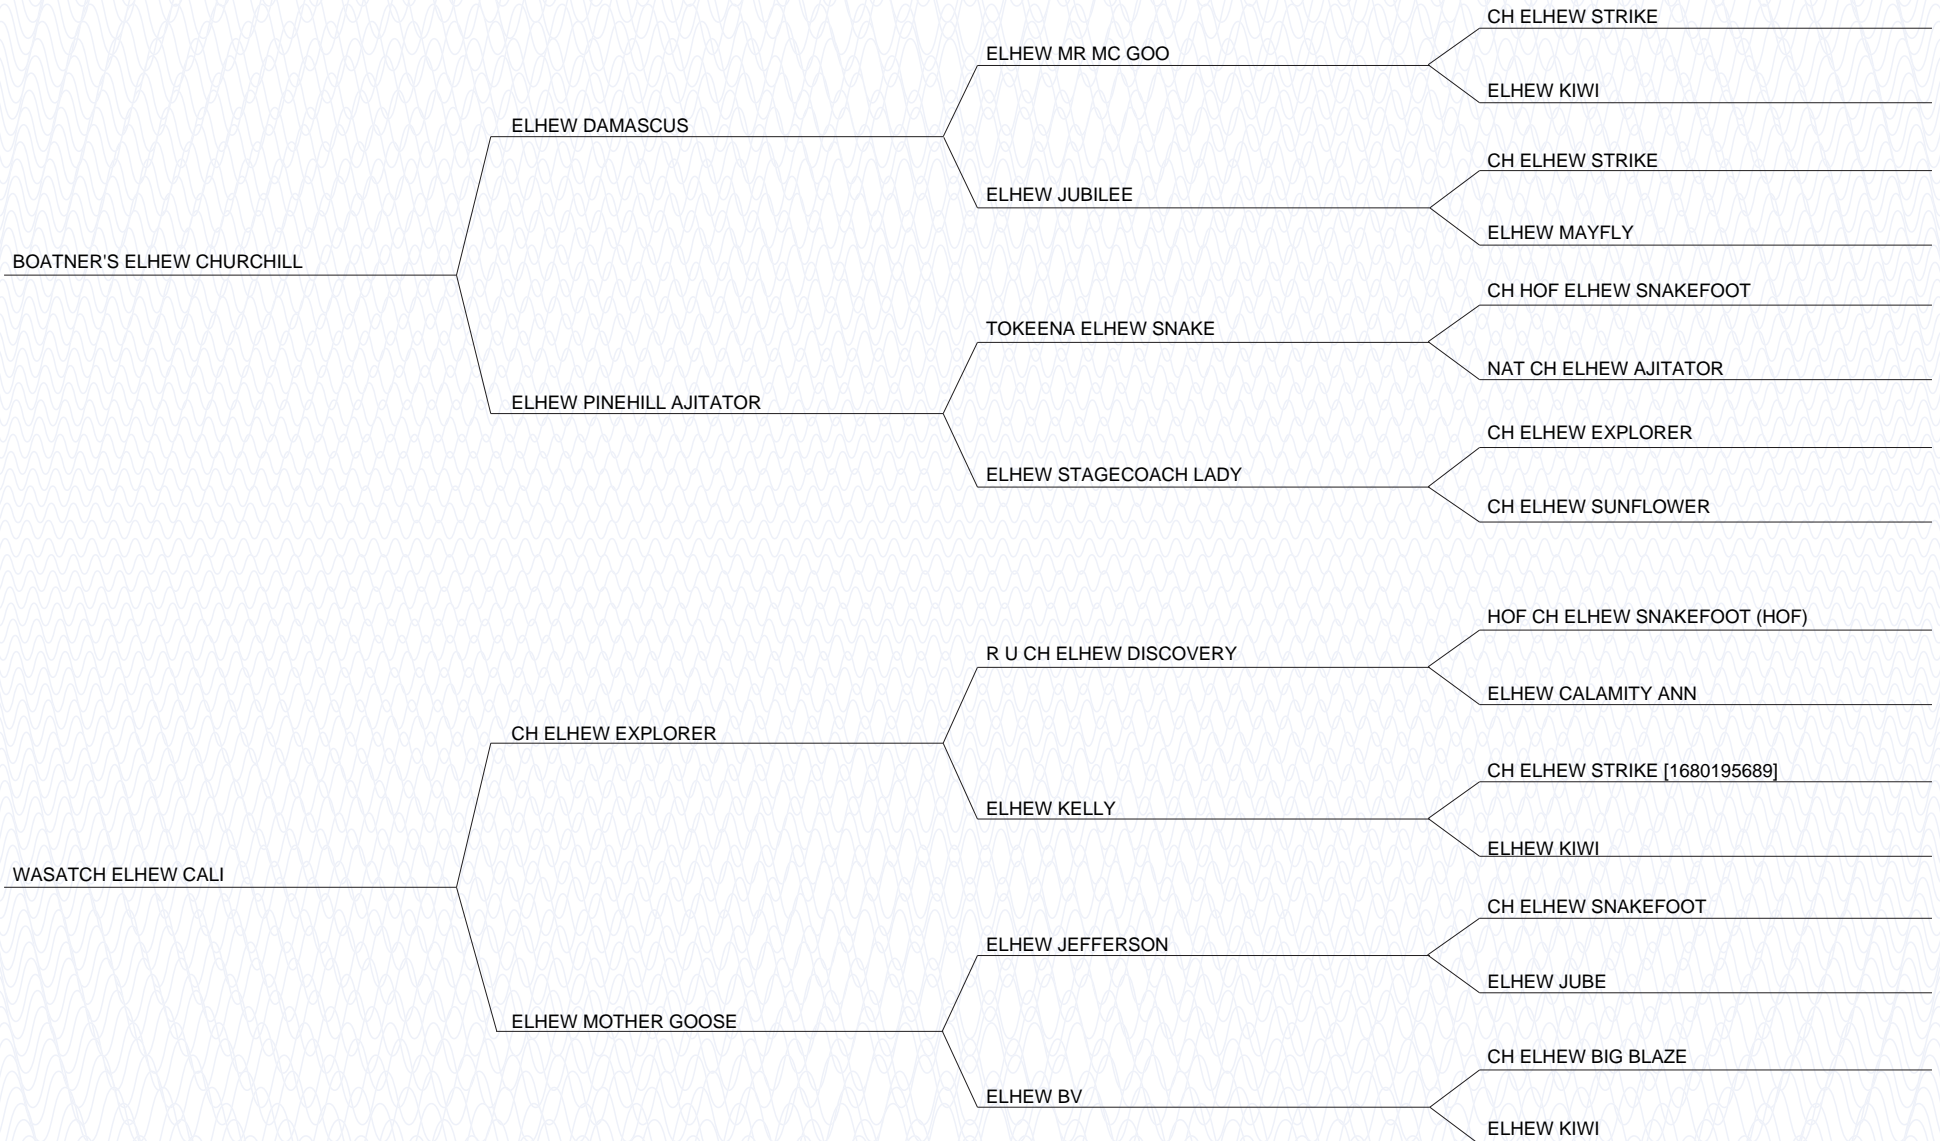 CH ELHEW STRIKE
ELHEW MR MC GOO
ELHEW KIWI
ELHEW DAMASCUS
CH ELHEW STRIKE
ELHEW JUBILEE
ELHEW MAYFLY
BOATNER'S ELHEW CHURCHILL
CH HOF ELHEW SNAKEFOOT
TOKEENA ELHEW SNAKE
NAT CH ELHEW AJITATOR
ELHEW PINEHILL AJITATOR
CH ELHEW EXPLORER
ELHEW STAGECOACH LADY
CH ELHEW SUNFLOWER
HOF CH ELHEW SNAKEFOOT (HOF)
R U CH ELHEW DISCOVERY
ELHEW CALAMITY ANN
CH ELHEW EXPLORER
CH ELHEW STRIKE [1680195689]
ELHEW KELLY
ELHEW KIWI
WASATCH ELHEW CALI
CH ELHEW SNAKEFOOT
ELHEW JEFFERSON
ELHEW JUBE
ELHEW MOTHER GOOSE
CH ELHEW BIG BLAZE
ELHEW BV
ELHEW KIWI